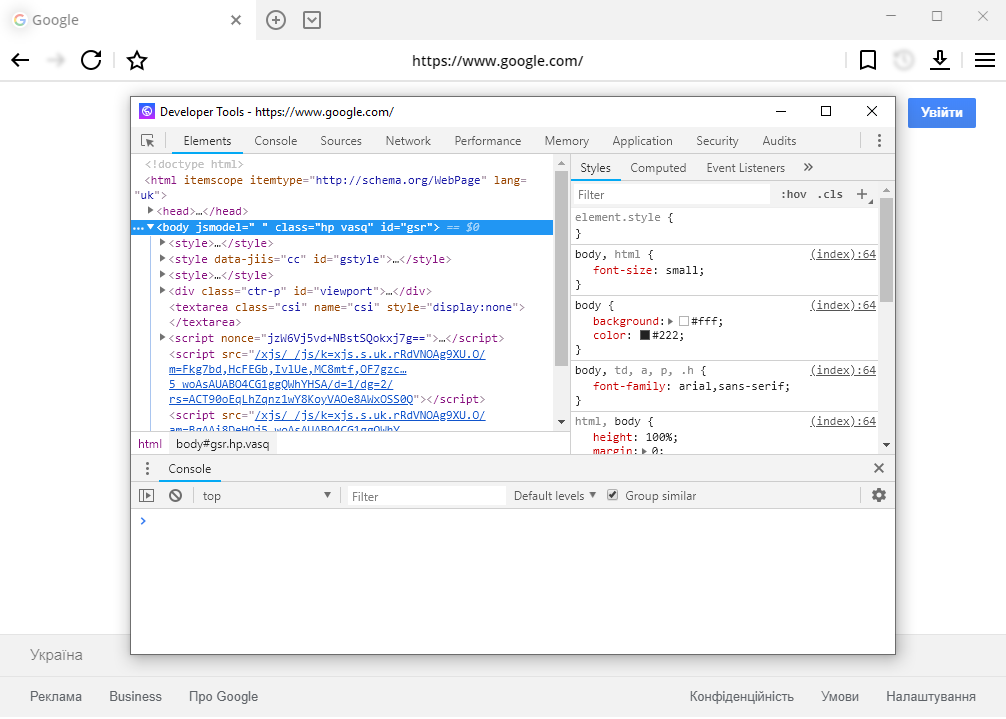 Google
https://www.google.com/
Увійти
Developer Tools - https://www.google.com/
Elements Console Sources Network Performance Memory Application Security Audits
<!doctype html>
<html itemscope itemtype="http://schema.org/WebPage" lang=
"uk">
<head>…</head>
<body jsmodel=" " class="hp vasq" id="gsr"> == $0
<style>…</style>
<style data-jiis="cc" id="gstyle">…</style>
<style>…</style>
<div class="ctr-p" id="viewport">…</div>
<textarea class="csi" name="csi" style="display:none">
</textarea>
<script nonce="jzW6Vj5vd+NBstSQokxj7g==">…</script>
<script src="/xjs/_/js/k=xjs.s.uk.rRdVNOAg9XU.O/
m=Fkg7bd,HcFEGb,IvlUe,MC8mtf,OF7gzc…
5_woAsAUABO4CG1ggQWhYHSA/d=1/dg=2/
rs=ACT90oEqLhZqnz1wY8KoyVAOe8AWxOSS0Q"></script>
<script src="/xjs/_/js/k=xjs.s.uk.rRdVNOAg9XU.O/
html body#gsr.hp.vasq
Styles Computed Event Listeners »
Filter :hov .cls +
element.style {
}
body, html { (index):64
font-size: small;
}
body { (index):64
background: #fff;
color: #222;
}
body, td, a, p, .h { (index):64
font-family: arial,sans-serif;
}
html, body { (index):64
height: 100%;
margin: 0;
Console
top Filter Default levels Group similar
Україна
Реклама Business Про Google Конфіденційність Умови Налаштування